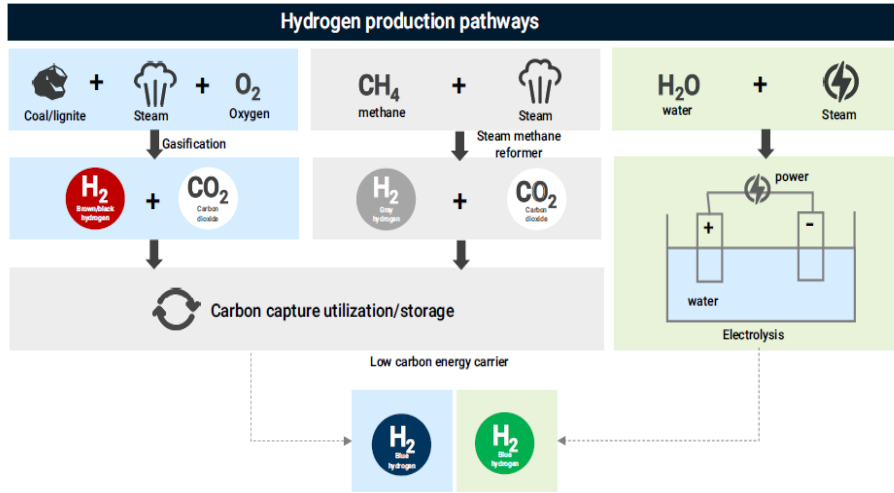 Hydrogen production pathways
+
+
O2
Coal/lignite
Steam
Oxygen
CH4
+
methane
Steam
H2O
+
water
Steam
Gasification
Steam methane
reformer
H2
Brown/black
hydrogen
+
CO2
Carbon
dioxide
H2
Gray
hydrogen
+
CO2
Carbon
dioxide
power
+
-
water
Electrolysis
Carbon capture utilization/storage
Low carbon energy carrier
H2
Blue
hydrogen
H2
Blue
hydrogen